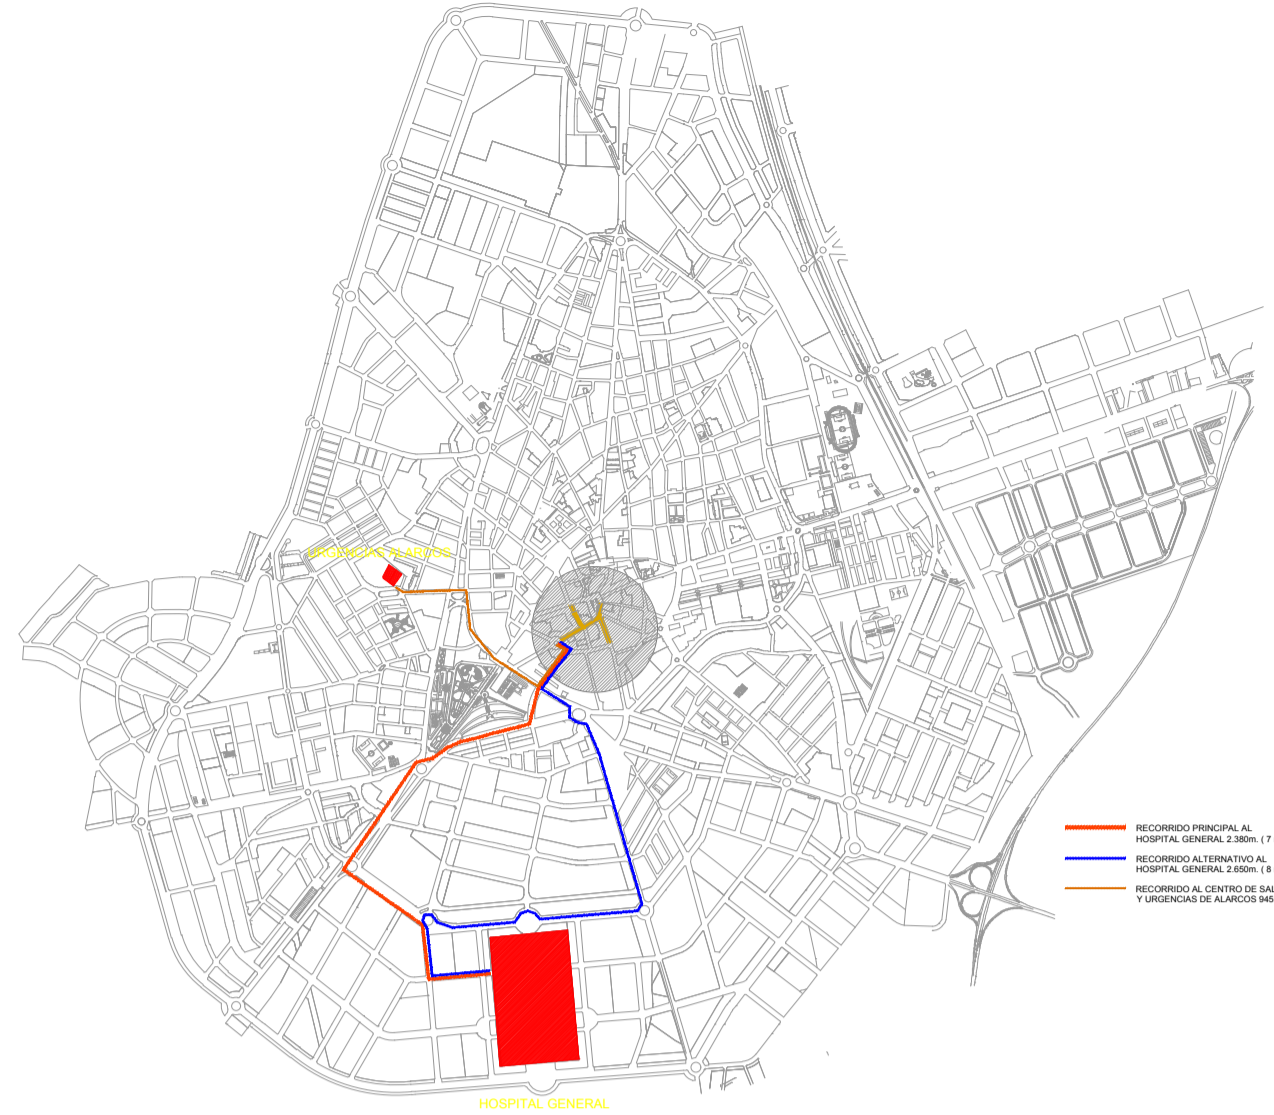 URGENCIAS ALARCOS
RECORRIDO PRINCIPAL AL
HOSPITAL GENERAL 2.380m. ( 7
RECORRIDO ALTERNATIVO AL
HOSPITAL GENERAL 2.650m. ( 8
RECORRIDO AL CENTRO DE SAL
Y URGENCIAS DE ALARCOS 945
HOSPITAL GENERAL